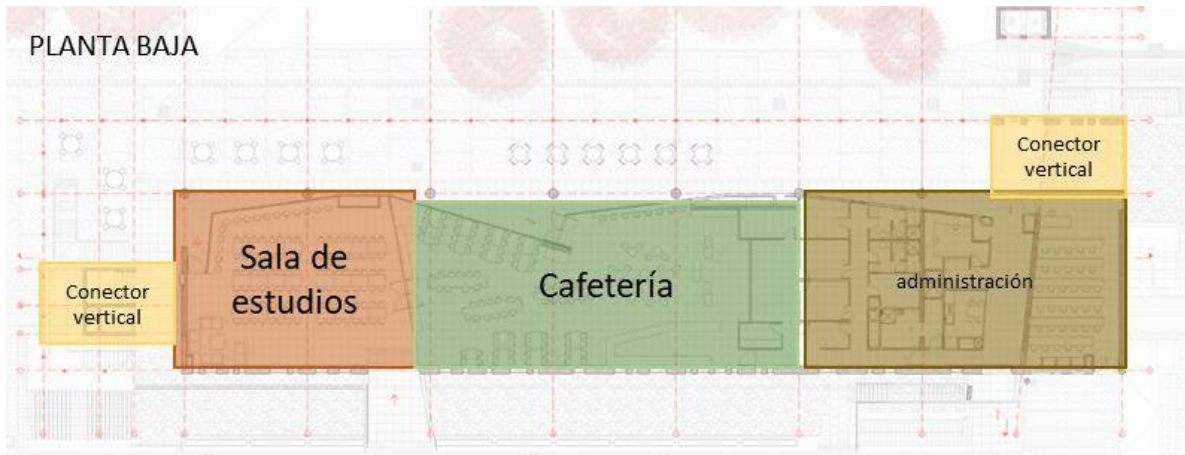 PLANTA BAJA
Conector
vertical
Sala de
estudios
Cafetería
administración
Conector
vertical